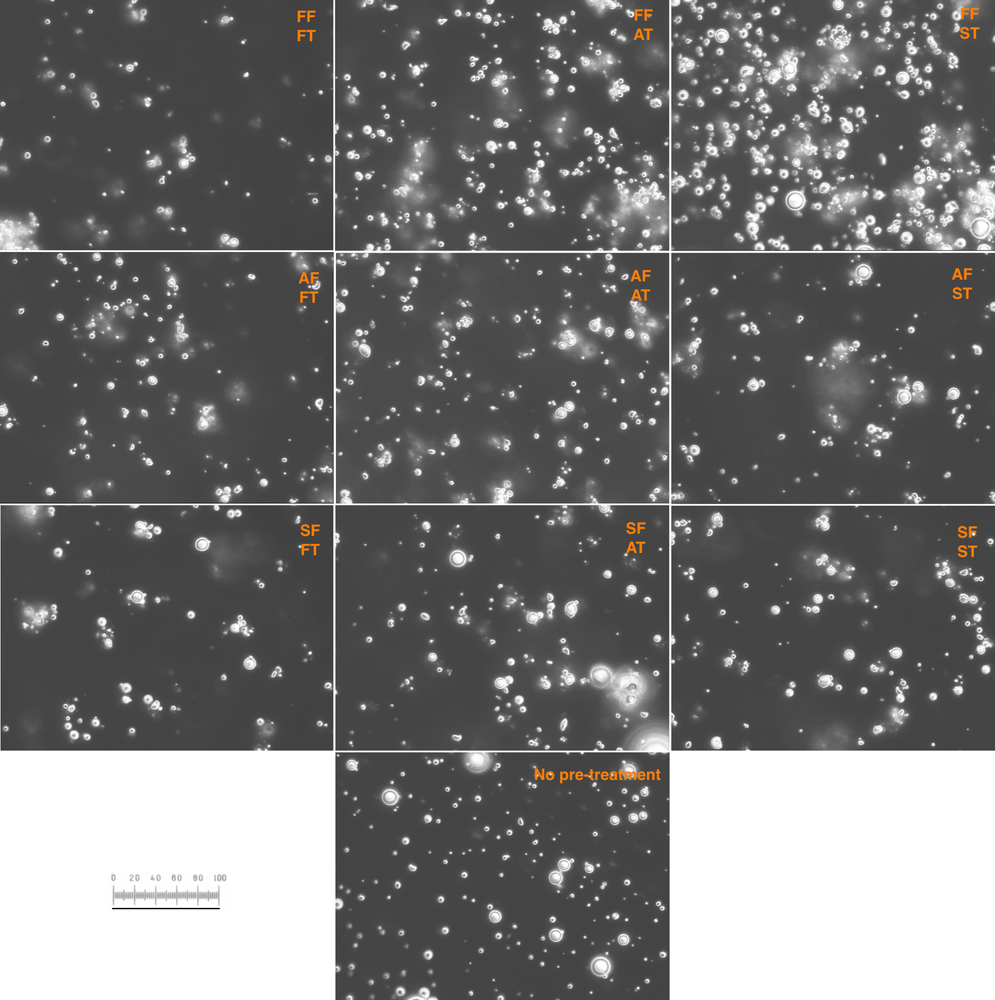 FF
FT
FF
AT
FF
ST
AF
FT
AF
AT
AF
ST
SF
FT
SF
AT
SF
ST
No pre-treatment
0 20 40 60 80 100